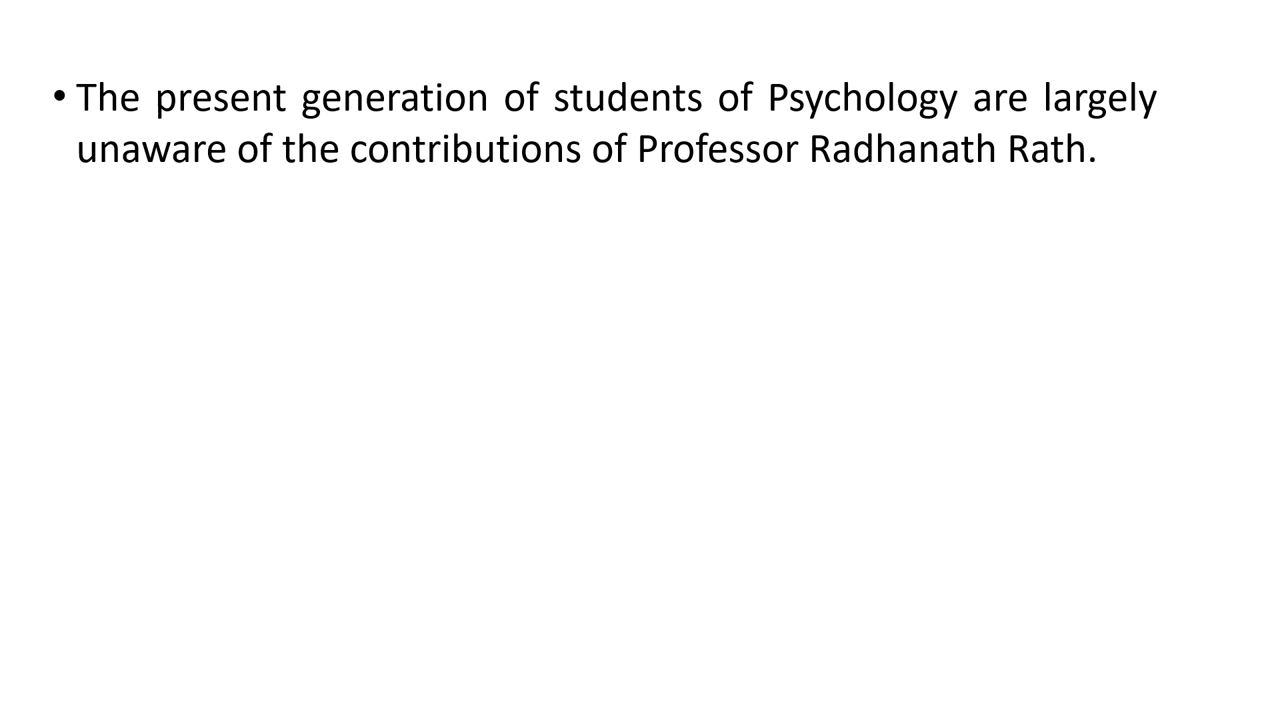 • The present generation of students of Psychology are largely
unaware of the contributions of Professor Radhanath Rath.